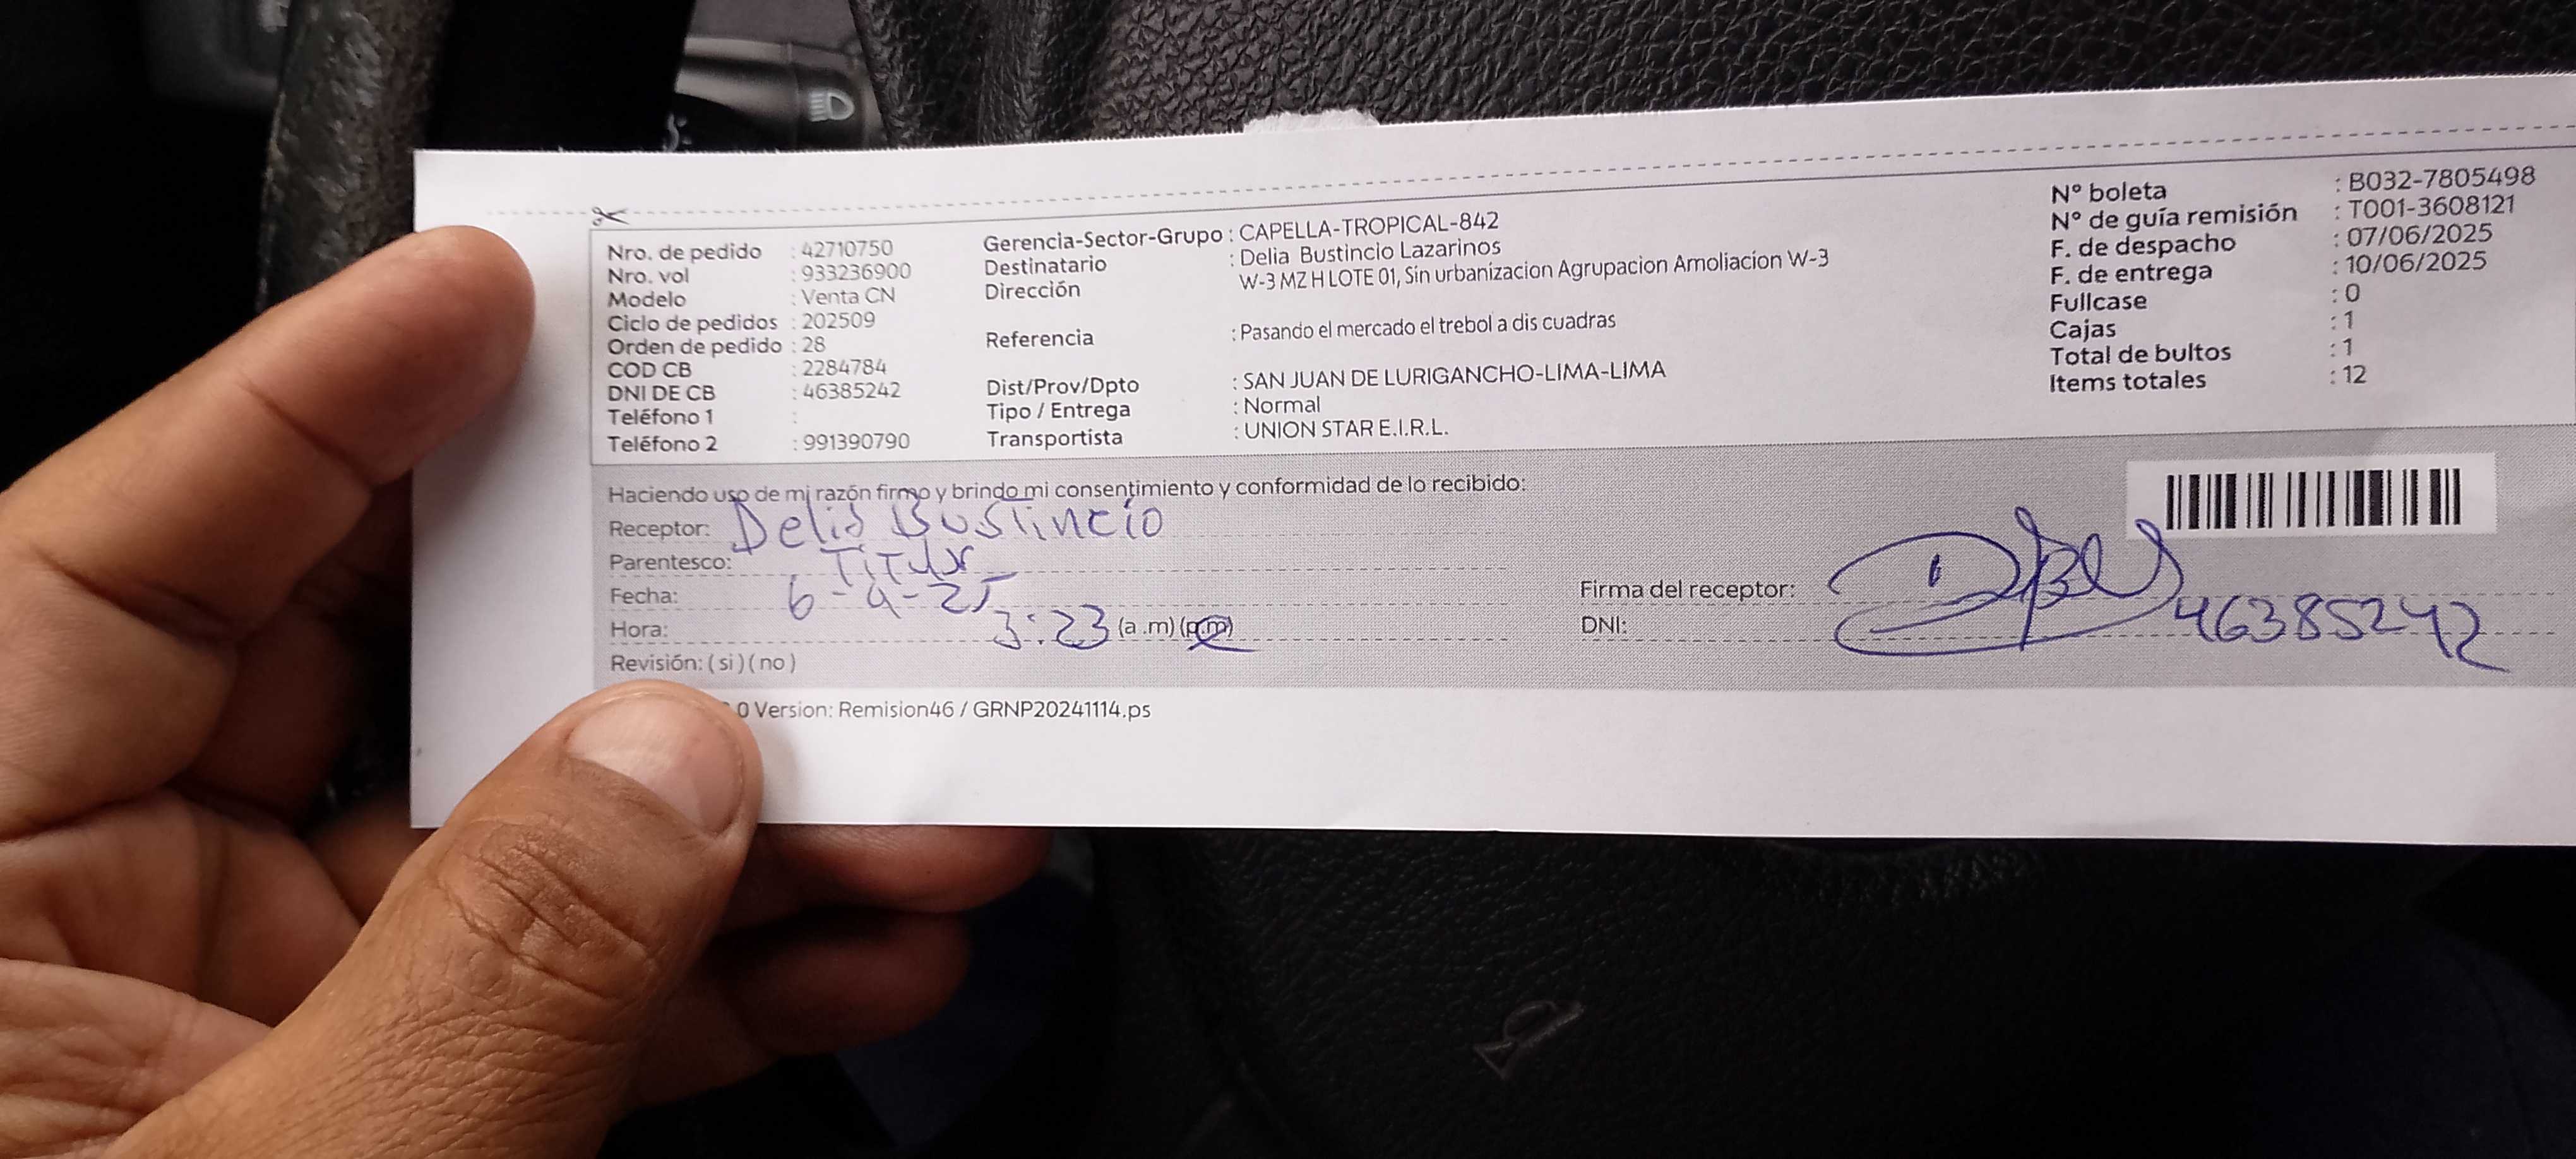 Nro. de pedido : 42710750
Nro. vol : 933236900
Modelo : Venta CN
Ciclo de pedidos : 202509
Orden de pedido : 28
COD CB : 2284784
DNI DE CB : 46385242
Teléfono 1 :
Teléfono 2 : 991390790
Gerencia-Sector-Grupo : CAPELLA-TROPICAL-842
Destinatario : Delia Bustincio Lazarinos
Dirección W-3 MZ H LOTE 01, Sin urbanizacion Agrupacion Amoliacion W-3
Referencia : Pasando el mercado el trebol a dis cuadras
Dist/Prov/Dpto : SAN JUAN DE LURIGANCHO-LIMA-LIMA
Tipo / Entrega : Normal
Transportista : UNION STAR E.I.R.L.
N° boleta : B032-7805498
N° de guía remisión : T001-3608121
F. de despacho : 07/06/2025
F. de entrega : 10/06/2025
Fullcase : 0
Cajas : 1
Total de bultos : 1
Items totales : 12
Haciendo uso de mi razón firmo y brindo mi consentimiento y conformidad de lo recibido:
Receptor: Delia Bustincio
Parentesco: Titular
Fecha: 6-9-25
Hora: 3:23 (a .m) (p.m)
Revisión: ( si ) ( no )
Firma del receptor:
DNI: 46385242
0 Version: Remision46 / GRNP20241114.ps